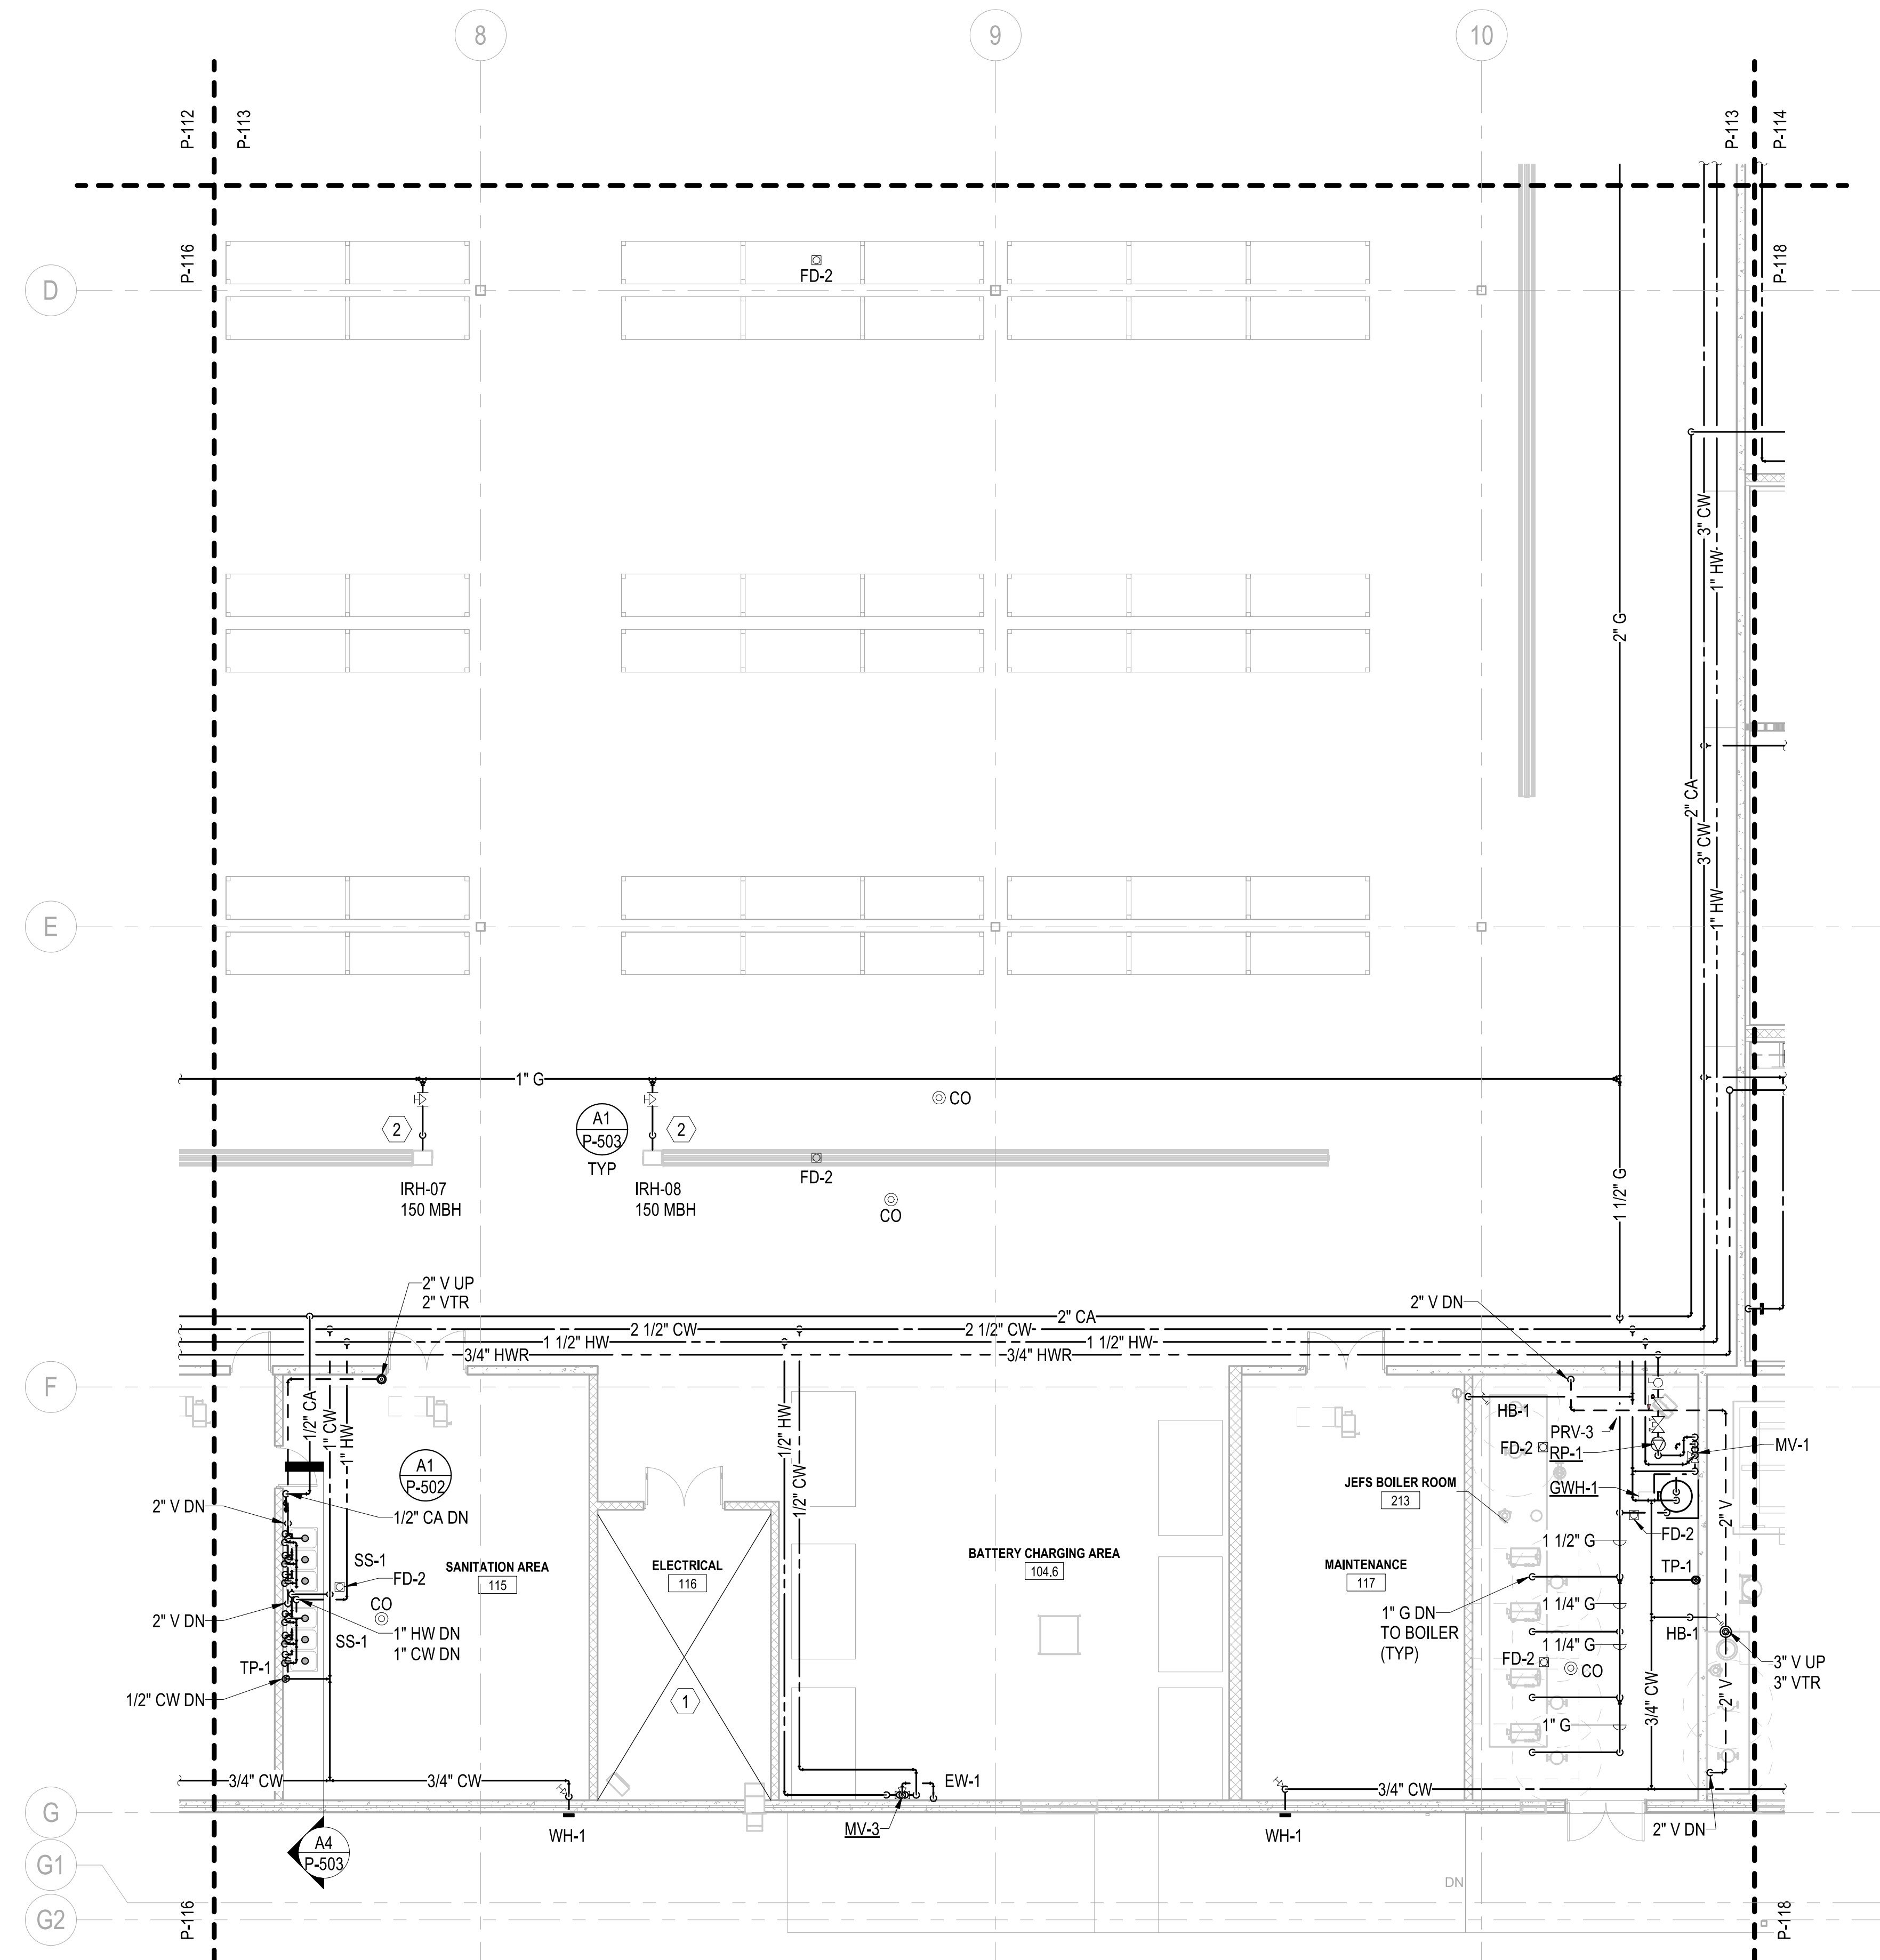 8
9
10
P-112
P-113
P-113
P-114
P-116
P-118
D
FD-2
3" CW
1" HW
2" G
2" CA
3" CW
1" HW
E
1" G
CO
2
A1
P-503
TYP
2
FD-2
IRH-07
150 MBH
IRH-08
150 MBH
CO
1 1/2" G
2" V UP
2" VTR
2" V DN
2" CA
2 1/2" CW
2 1/2" CW
1 1/2" HW
1 1/2" HW
3/4" HWR
3/4" HWR
F
1/2" CA
1" CW
1" HW
1/2" HW
1/2" CW
HB-1
PRV-3
RP-1
FD-2
MV-1
A1
P-502
JEFS BOILER ROOM
213
GWH-1
2" V DN
1/2" CA DN
FD-2
2" V
1 1/2" G
SS-1
FD-2
SANITATION AREA
115
ELECTRICAL
116
BATTERY CHARGING AREA
104.6
MAINTENANCE
117
TP-1
CO
2" V DN
1" HW DN
1" CW DN
SS-1
1" G DN
TO BOILER
(TYP)
1 1/4" G
1 1/4" G
HB-1
TP-1
FD-2
CO
3" V UP
3" VTR
1/2" CW DN
1
2" V
3/4" CW
1" G
3/4" CW
3/4" CW
EW-1
3/4" CW
G
WH-1
MV-3
WH-1
2" V DN
A4
P-503
G1
DN
G2
P-116
P-118